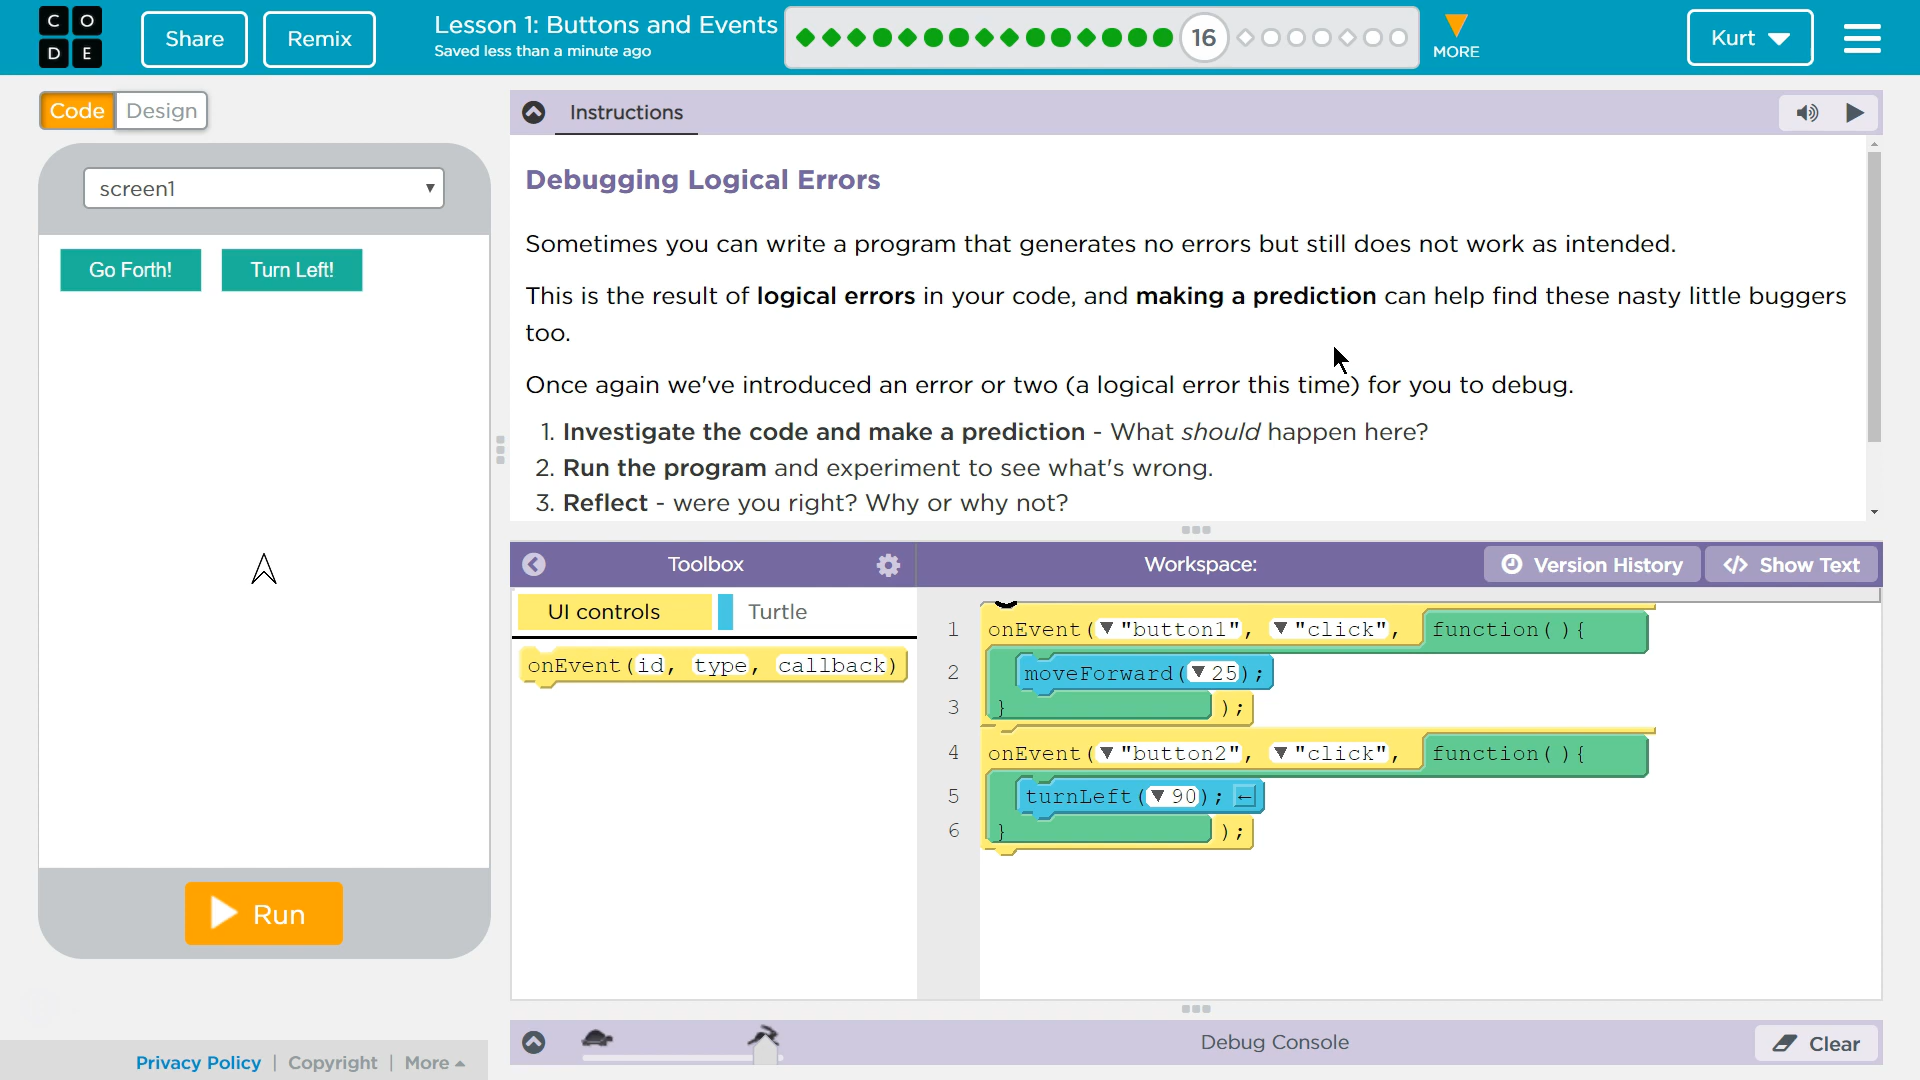 CODE
Share
Remix
Lesson 1: Buttons and Events
Saved less than a minute ago
16
MORE
Kurt
Code
Design
Instructions
screen1
Go Forth!
Turn Left!
Debugging Logical Errors
Sometimes you can write a program that generates no errors but still does not work as intended.
This is the result of logical errors in your code, and making a prediction can help find these nasty little buggers
too.
Once again we've introduced an error or two (a logical error this time) for you to debug.
1. Investigate the code and make a prediction - What should happen here?
2. Run the program and experiment to see what's wrong.
3. Reflect - were you right? Why or why not?
Toolbox
Workspace:
Version History
</> Show Text
UI controls
Turtle
onEvent(id, type, callback)
1 onEvent("button1", "click", function( ){
2 moveForward(25);
3 } );
4 onEvent("button2", "click", function( ){
5 turnLeft(90); ←
6 } );
Run
Debug Console
Clear
Privacy Policy | Copyright | More